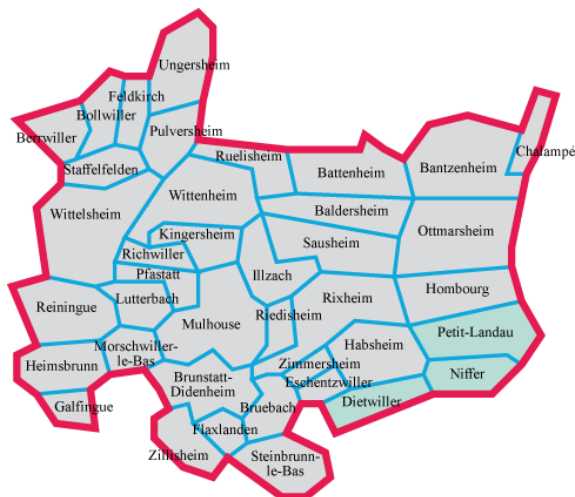 Ungersheim
Feldkirch
Bollwiller
Berrwiller
Pulversheim
Chalampé
Staffelfelden
Ruelisheim
Battenheim
Bantzenheim
Wittenheim
Wittelsheim
Baldersheim
Kingersheim
Sausheim
Ottmarsheim
Richwiller
Pfastatt
Illzach
Reiningue
Lutterbach
Rixheim
Hombourg
Riedisheim
Mulhouse
Petit-Landau
Morschwiller-
le-Bas
Habsheim
Heimsbrunn
Zimmersheim
Niffer
Brunstatt-
Didenheim
Eschentzwiller
Galfingue
Bruebach
Dietwiller
Flaxlanden
Zillisheim
Steinbrunn-
le-Bas